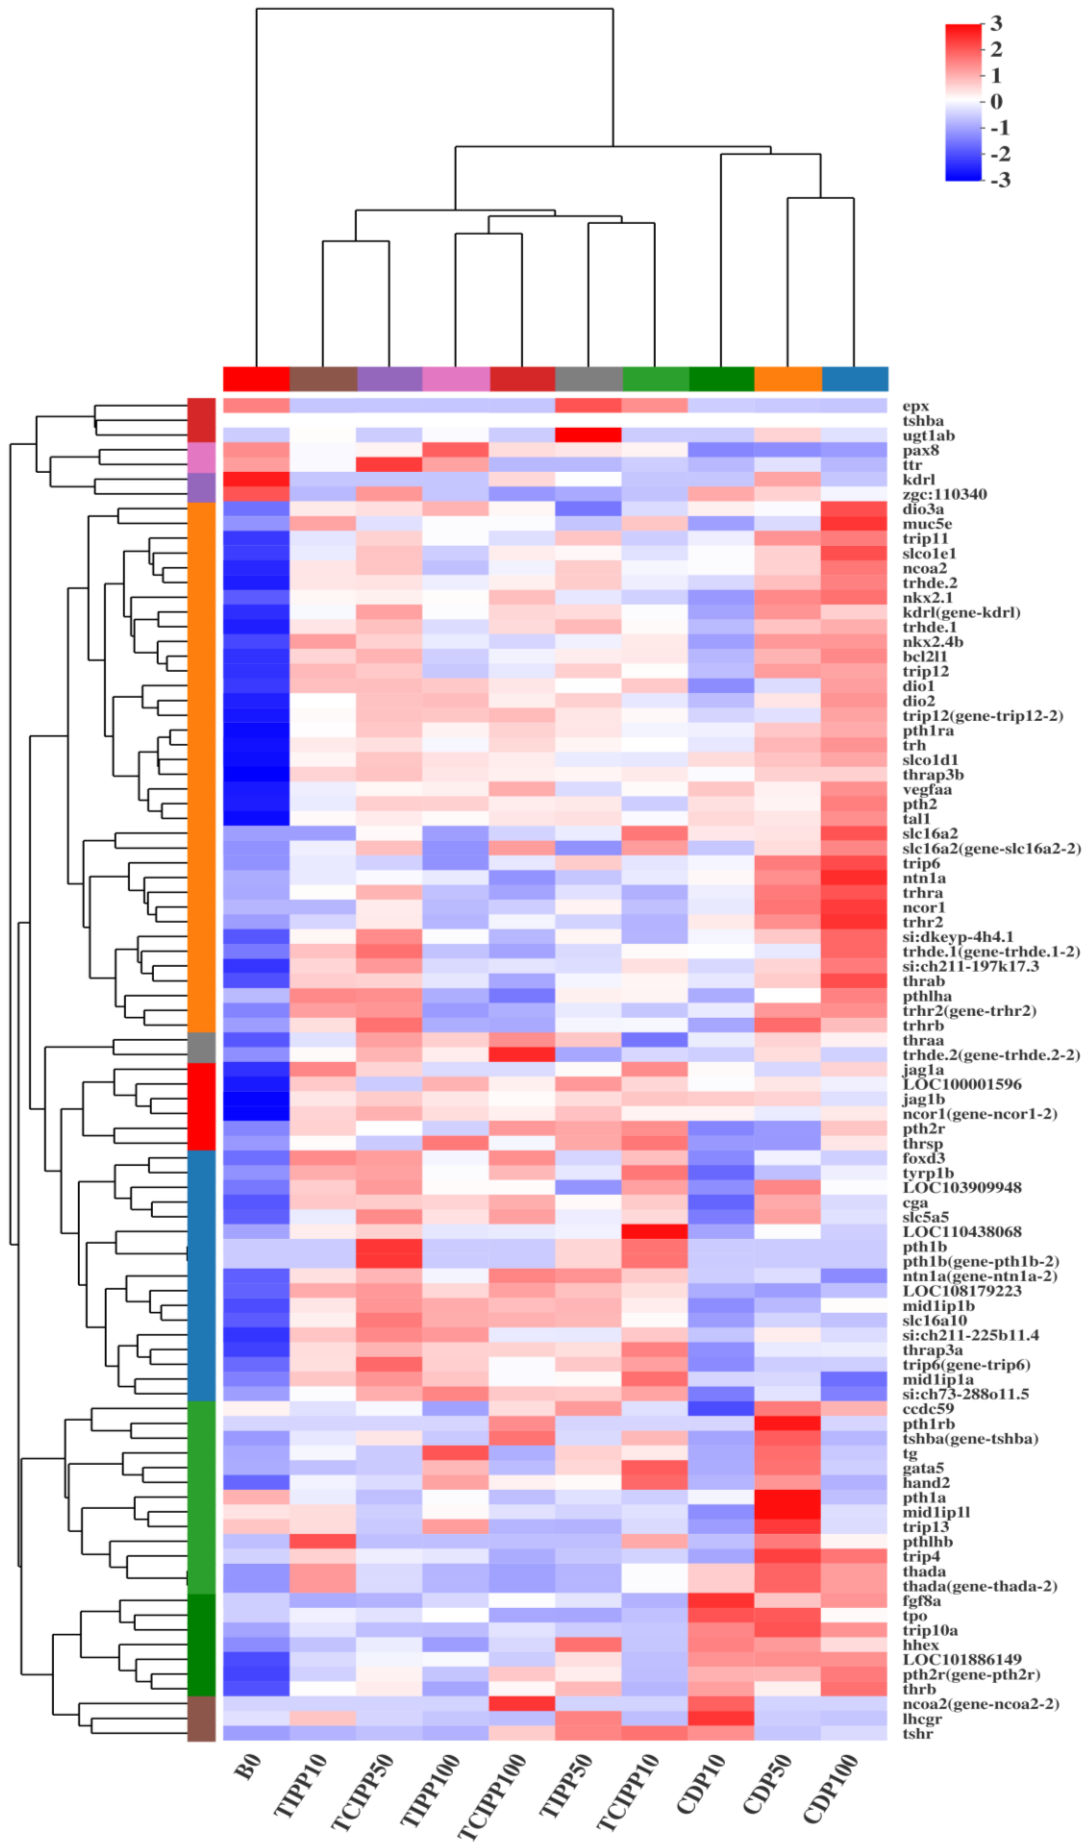 3
2
1
0
-1
-2
-3
epx
tshba
ugt1ab
pax8
ttr
kdrl
zgc:110340
dio3a
muc5e
trip11
slco1e1
ncoa2
trhde.2
nkx2.1
kdrl(gene-kdrl)
trhde.1
nkx2.4b
bcl2l1
trip12
dio1
dio2
trip12(gene-trip12-2)
pth1ra
trh
slco1d1
thrap3b
vegfaa
pth2
tal1
slc16a2
slc16a2(gene-slc16a2-2)
trip6
ntn1a
trhra
ncor1
trhr2
si:dkeyp-4h4.1
trhde.1(gene-trhde.1-2)
si:ch211-197k17.3
thrab
pthlha
trhr2(gene-trhr2)
trhrb
thraa
trhde.2(gene-trhde.2-2)
jag1a
LOC100001596
jag1b
ncor1(gene-ncor1-2)
pth2r
thrsp
foxd3
tyrp1b
LOC103909948
cga
slc5a5
LOC110438068
pth1b
pth1b(gene-pth1b-2)
ntn1a(gene-ntn1a-2)
LOC108179223
mid1ip1b
slc16a10
si:ch211-225b11.4
thrap3a
trip6(gene-trip6)
mid1ip1a
si:ch73-288o11.5
ccdc59
pth1rb
tshba(gene-tshba)
tg
gata5
hand2
pth1a
mid1ip1l
trip13
pthlhb
trip4
thada
thada(gene-thada-2)
fgf8a
tpo
trip10a
hhex
LOC101886149
pth2r(gene-pth2r)
thrb
ncoa2(gene-ncoa2-2)
lhcgr
tshr
B0
TIPP10
TCIPP50
TIPP100
TCIPP100
TIPP50
TCIPP10
CDP10
CDP50
CDP100